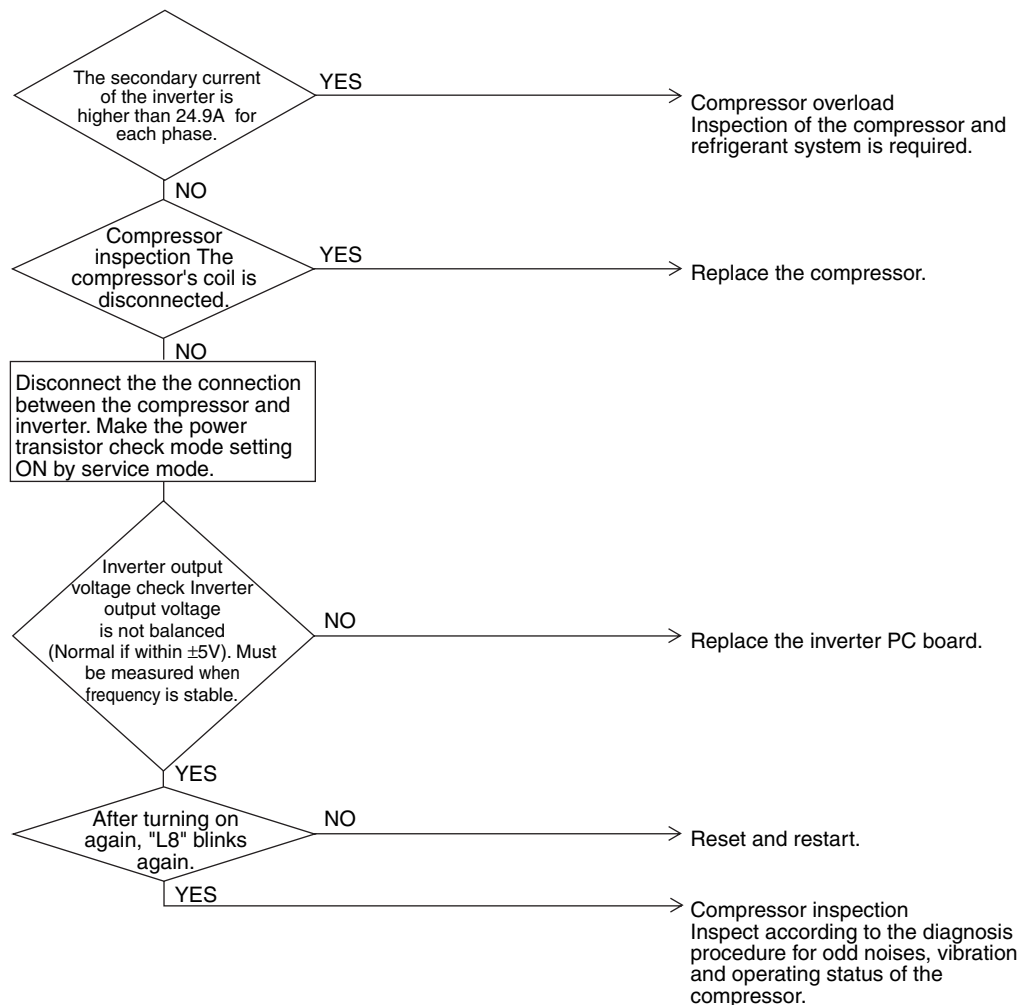 The secondary current
of the inverter is
higher than 24.9A for
each phase.
YES
Compressor overload
Inspection of the compressor and
refrigerant system is required.
NO
Compressor
inspection The
compressor's coil is
disconnected.
YES
Replace the compressor.
NO
Disconnect the the connection
between the compressor and
inverter. Make the power
transistor check mode setting
ON by service mode.
Inverter output
voltage check Inverter
output voltage
is not balanced
(Normal if within ±5V). Must
be measured when
frequency is stable.
NO
Replace the inverter PC board.
YES
After turning on
again, "L8" blinks
again.
NO
Reset and restart.
YES
Compressor inspection
Inspect according to the diagnosis
procedure for odd noises, vibration
and operating status of the
compressor.